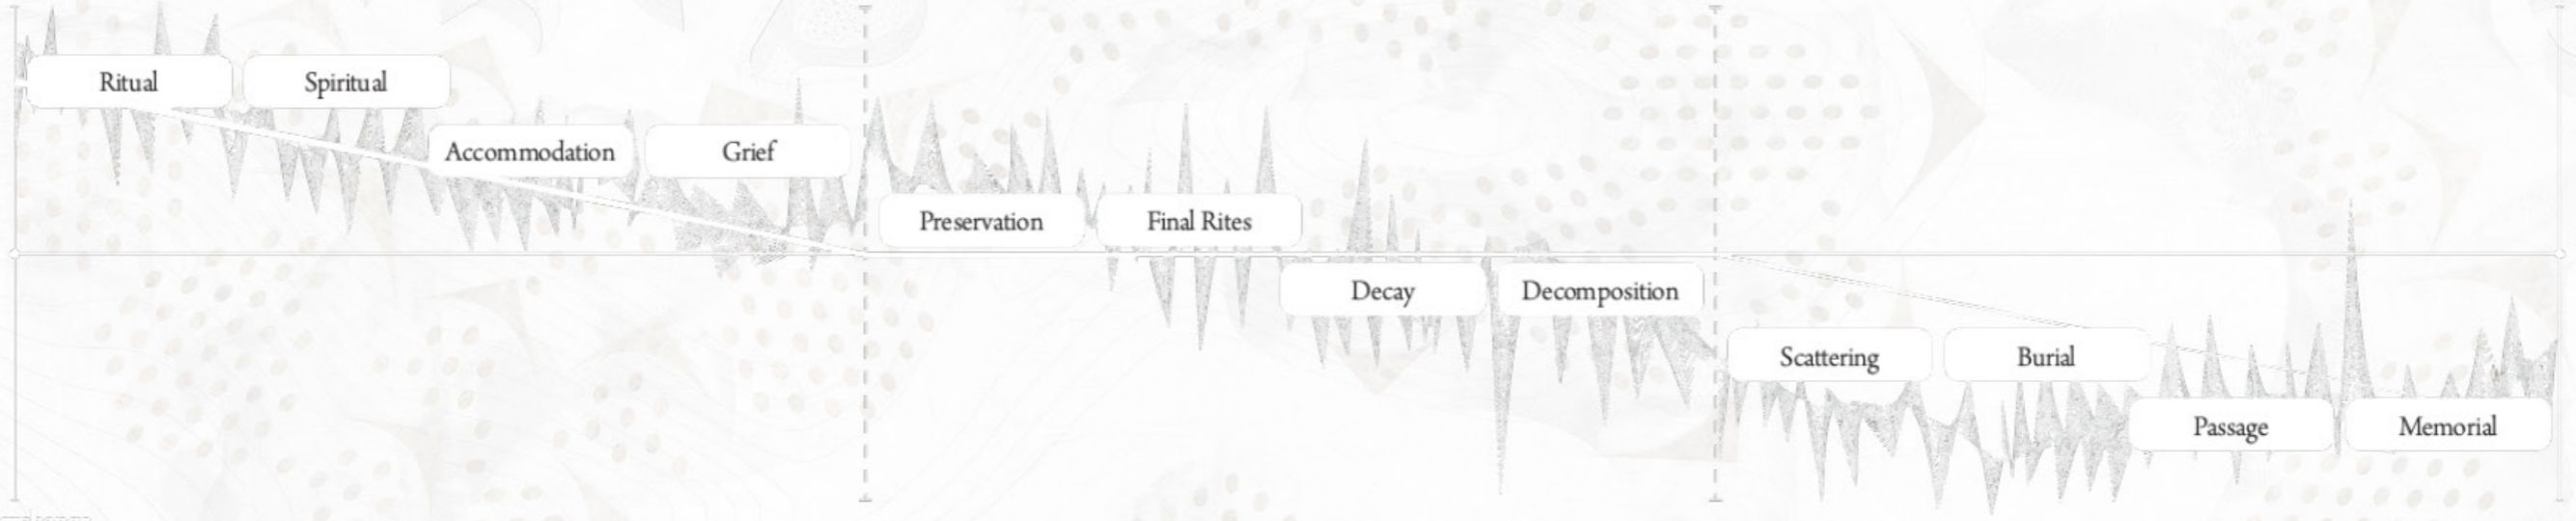 Ritual
Spiritual
Accommodation
Grief
Preservation
Final Rites
Decay
Decomposition
Scattering
Burial
Passage
Memorial